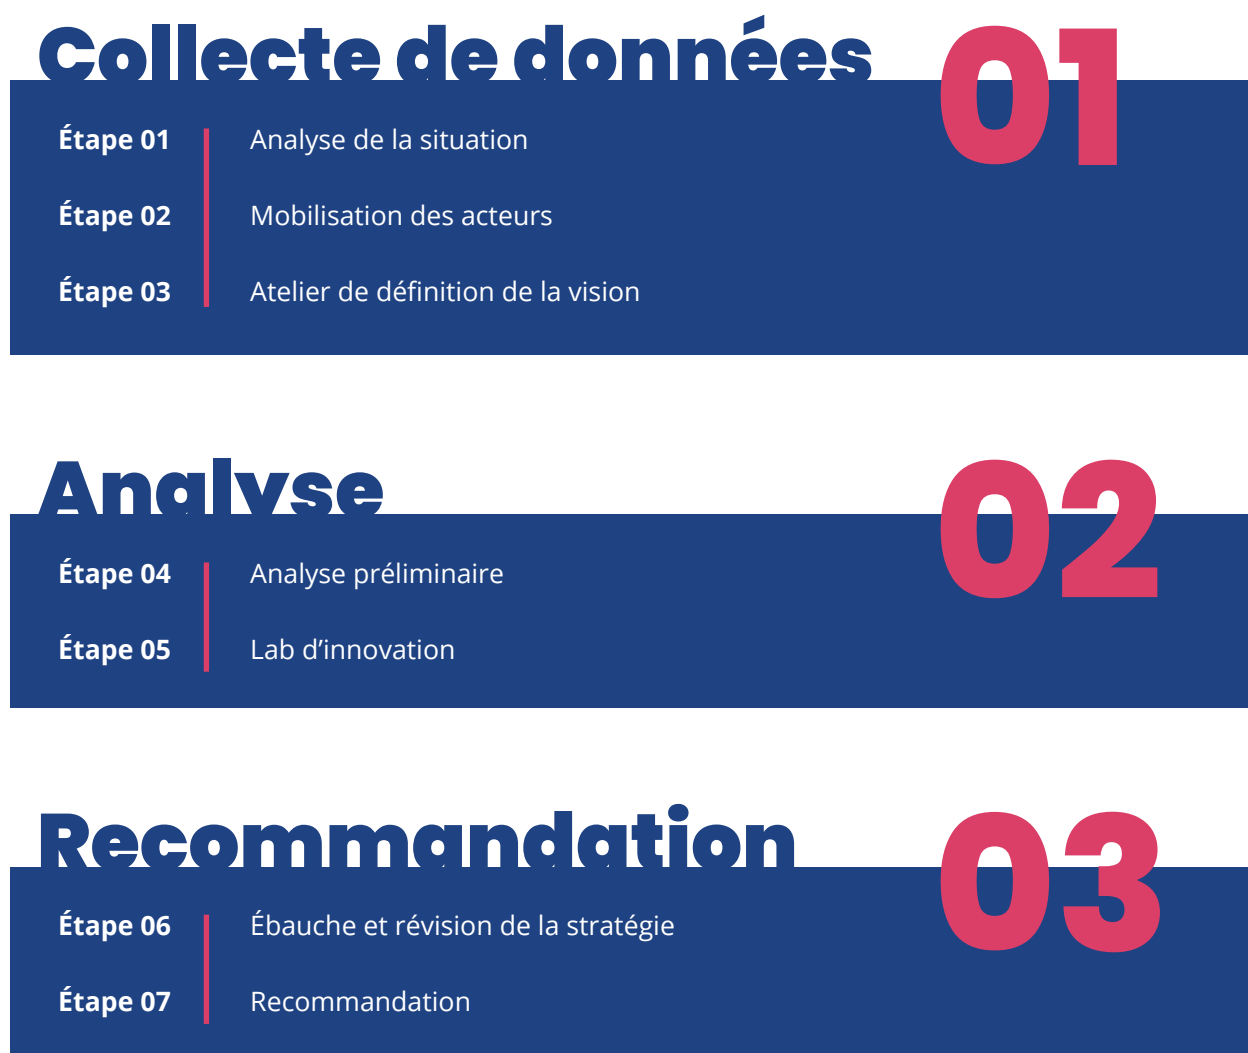 Collecte de données 01
Étape 01 Analyse de la situation
Étape 02 Mobilisation des acteurs
Étape 03 Atelier de définition de la vision
Analyse 02
Étape 04 Analyse préliminaire
Étape 05 Lab d’innovation
Recommandation 03
Étape 06 Ébauche et révision de la stratégie
Étape 07 Recommandation